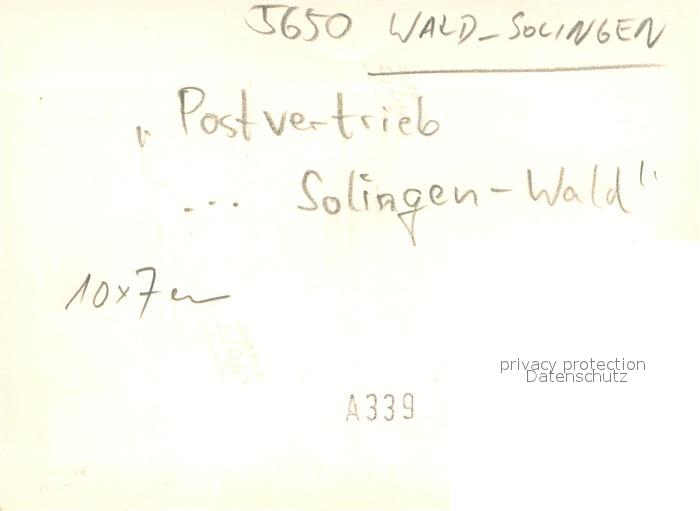 5650 WALD-SOLINGEN
„Postvertrieb
... Solingen-Wald"
10x7cm
privacy protection
Datenschutz
A339